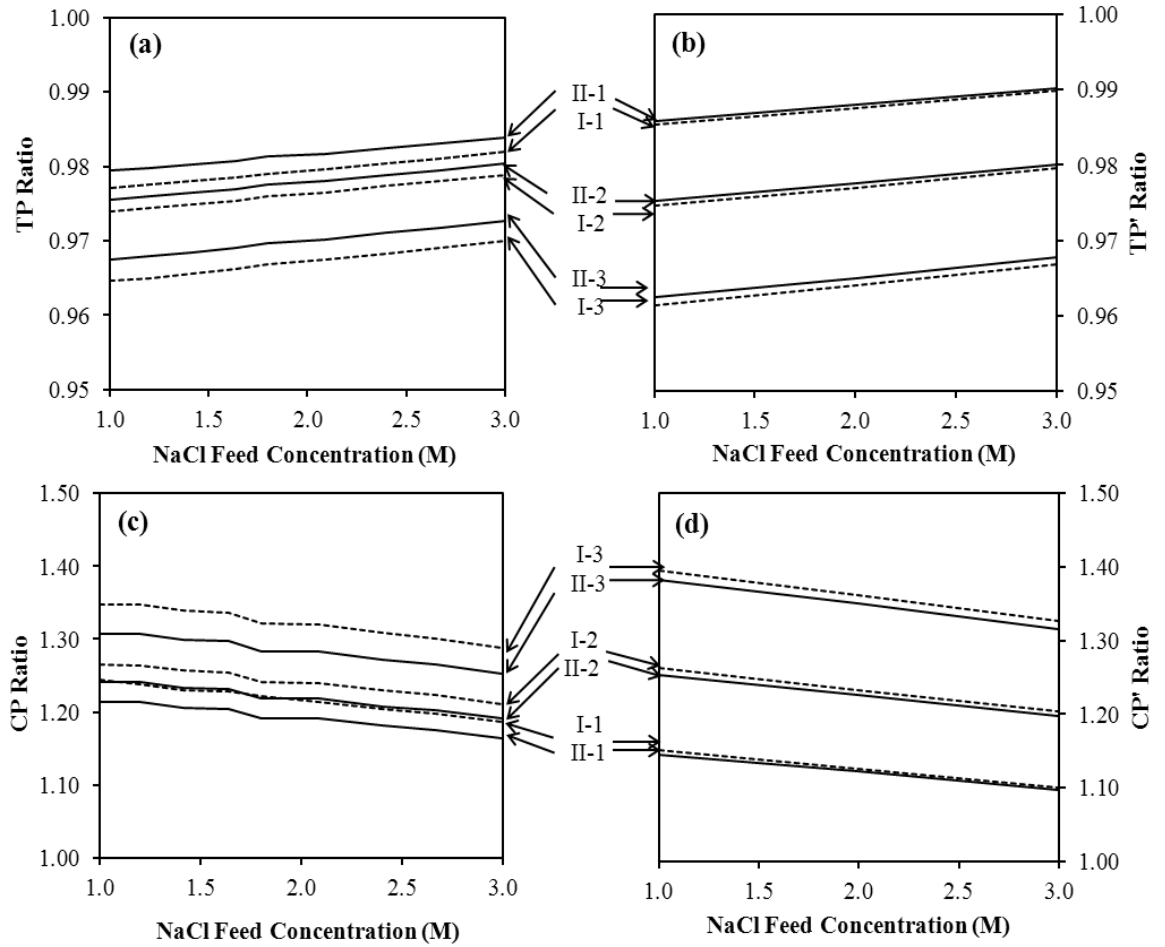 (a)
1.00
0.99
0.98
0.97
0.96
0.95
TP Ratio
1.0
1.5
2.0
2.5
3.0
NaCl Feed Concentration (M)
II-1
I-1
II-2
I-2
II-3
I-3
(b)
1.00
0.99
0.98
0.97
0.96
0.95
TP' Ratio
1.0
1.5
2.0
2.5
3.0
NaCl Feed Concentration (M)
(c)
1.50
1.40
1.30
1.20
1.10
1.00
CP Ratio
1.0
1.5
2.0
2.5
3.0
NaCl Feed Concentration (M)
I-3
II-3
I-2
II-2
I-1
II-1
(d)
1.50
1.40
1.30
1.20
1.10
1.00
CP' Ratio
1.0
1.5
2.0
2.5
3.0
NaCl Feed Concentration (M)